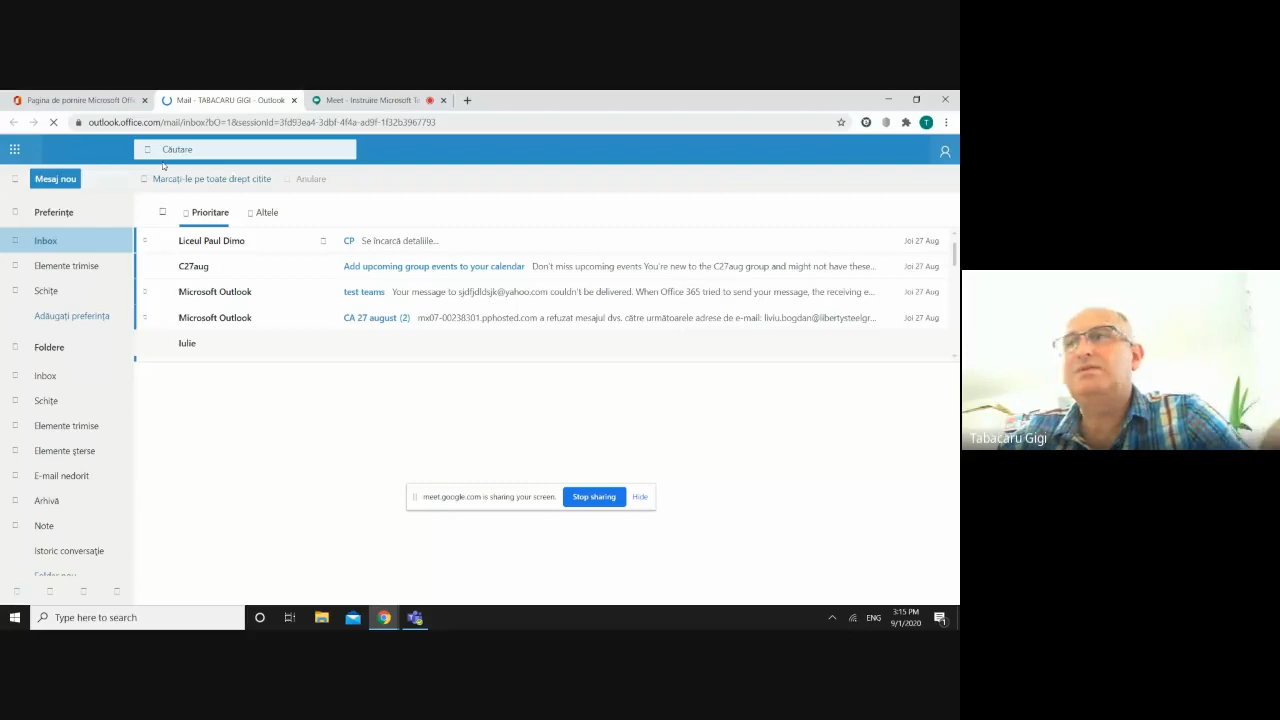 Pagina de pornire Microsoft Offi
Mail - TABACARU GIGI - Outlook
Meet - Instruire Microsoft Te
outlook.office.com/mail/inbox?bO=1&sessionId=3fd93ea4-3dbf-4f4a-ad9f-1f32b3967793
T
Căutare
Mesaj nou
Marcați-le pe toate drept citite
Anulare
Preferințe
Prioritare
Altele
Inbox
Liceul Paul Dimo CP Se încarcă detaliile... Joi 27 Aug
Elemente trimise
C27aug Add upcoming group events to your calendar Don't miss upcoming events You're new to the C27aug group and might not have these... Joi 27 Aug
Schițe
Microsoft Outlook test teams Your message to sjdfjdldsjk@yahoo.com couldn't be delivered. When Office 365 tried to send your message, the receiving e... Joi 27 Aug
Adăugați preferința
Microsoft Outlook CA 27 august (2) mx07-00238301.pphosted.com a refuzat mesajul dvs. către următoarele adrese de e-mail: liviu.bogdan@libertysteelgr... Joi 27 Aug
Foldere
Iulie
Inbox
Schițe
Elemente trimise
Elemente șterse
E-mail nedorit
Arhivă
Note
Istoric conversație
Folder nou
meet.google.com is sharing your screen.
Stop sharing
Hide
Tabacaru Gigi
Type here to search
ENG
3:15 PM
9/1/2020
1